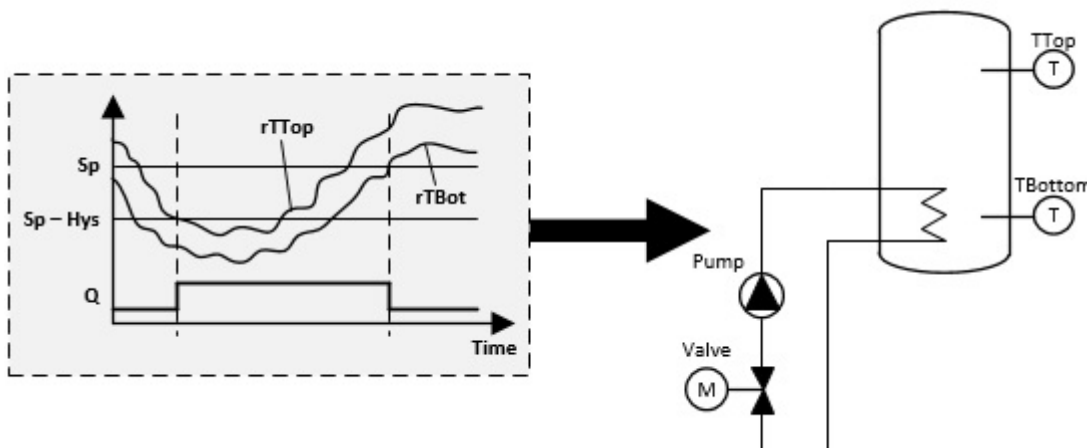 rTTop
Sp
rTBot
Sp – Hys
Q
Time
TTop
T
TBottom
T
Pump
Valve
M